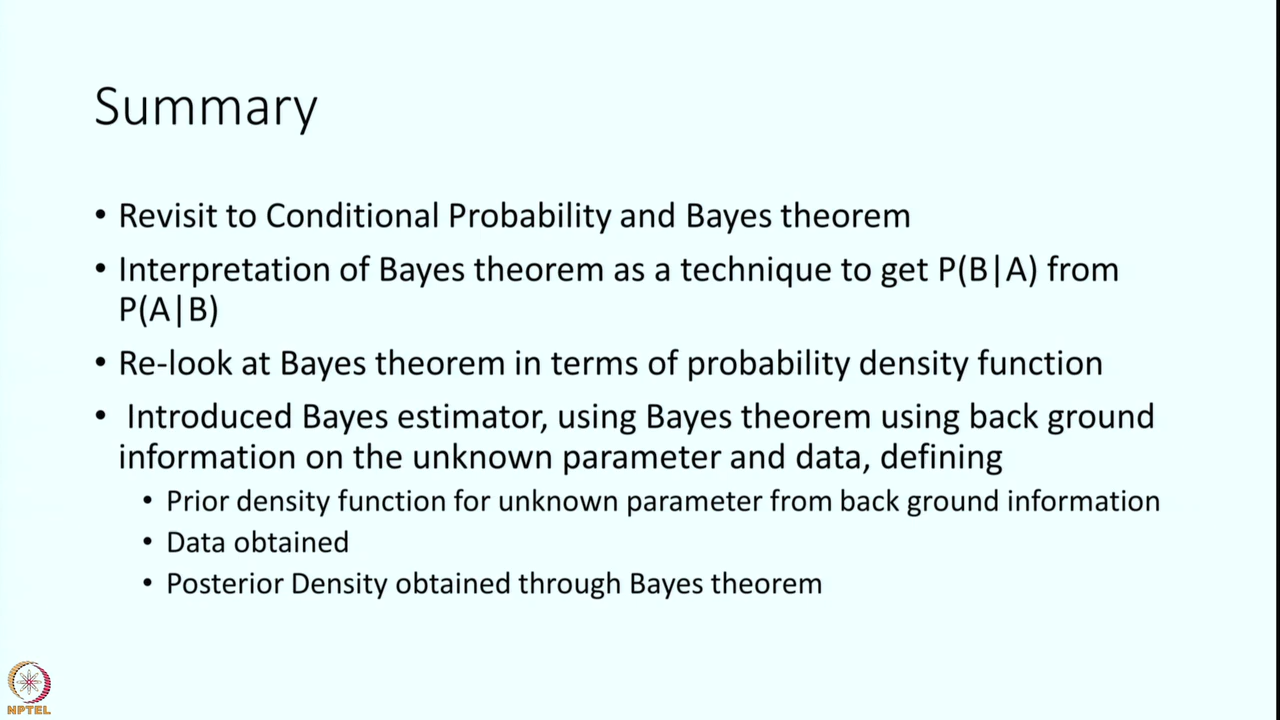 Summary
• Revisit to Conditional Probability and Bayes theorem
• Interpretation of Bayes theorem as a technique to get P(B|A) from
P(A|B)
• Re-look at Bayes theorem in terms of probability density function
• Introduced Bayes estimator, using Bayes theorem using back ground
information on the unknown parameter and data, defining
• Prior density function for unknown parameter from back ground information
• Data obtained
• Posterior Density obtained through Bayes theorem
NPTEL